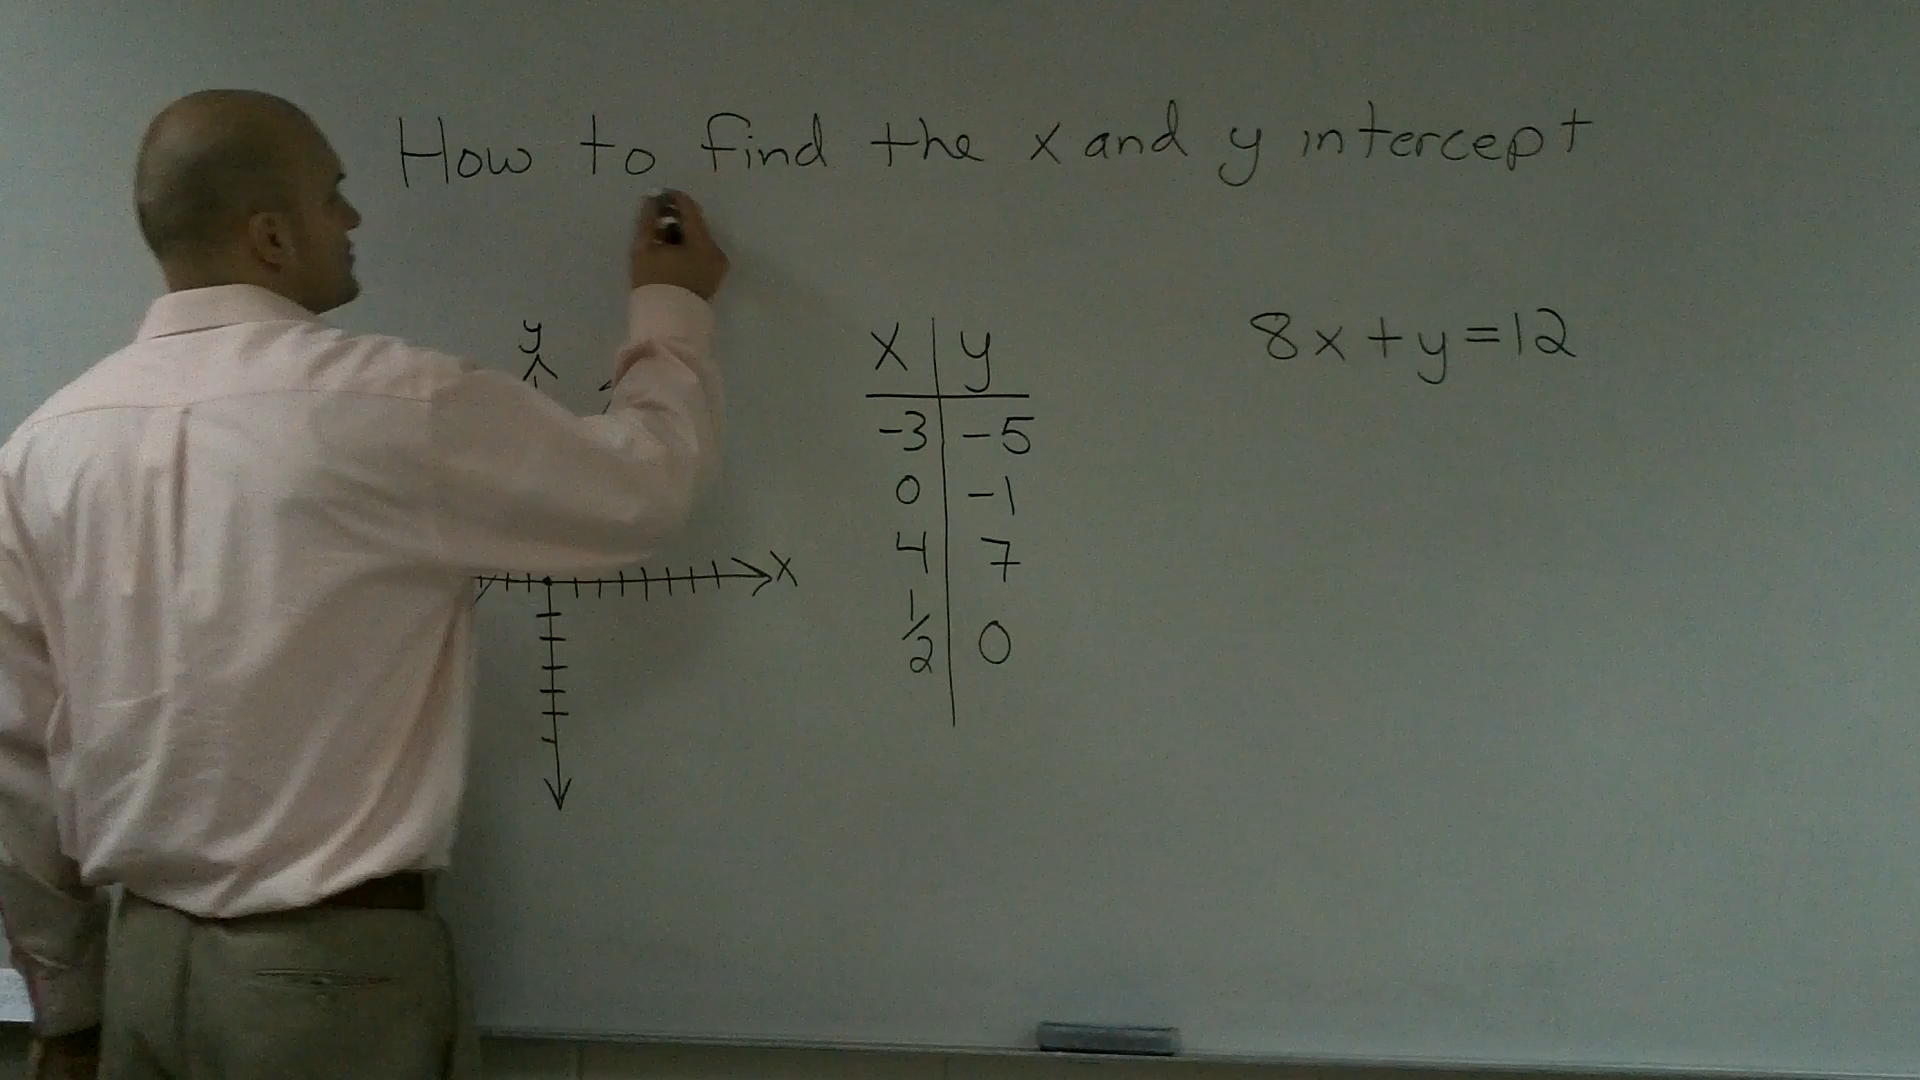 How to find the x and y intercept
y
x
x y
-3 -5
0 -1
4 7
1/2 0
8x+y=12